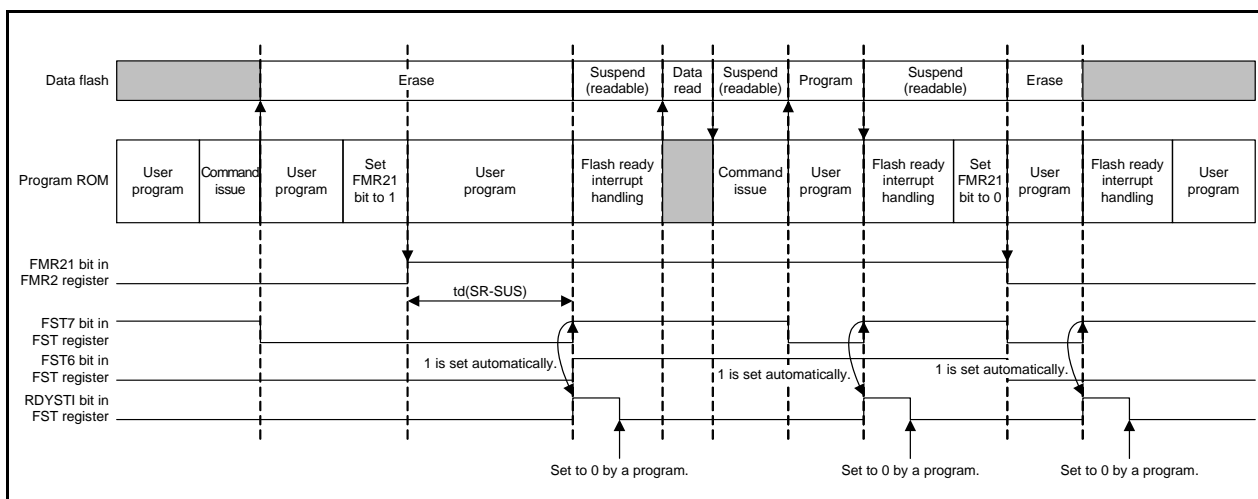 Data flash
Erase
Suspend
(readable)
Data
read
Suspend
(readable)
Program
Suspend
(readable)
Erase
Program ROM
User
program
Command
issue
User
program
Set
FMR21
bit to 1
User
program
Flash ready
interrupt
handling
Command
issue
User
program
Flash ready
interrupt
handling
Set
FMR21
bit to 0
User
program
Flash ready
interrupt
handling
User
program
FMR21 bit in
FMR2 register
td(SR-SUS)
FST7 bit in
FST register
FST6 bit in
FST register
1 is set automatically.
1 is set automatically.
1 is set automatically.
RDYSTI bit in
FST register
Set to 0 by a program.
Set to 0 by a program.
Set to 0 by a program.